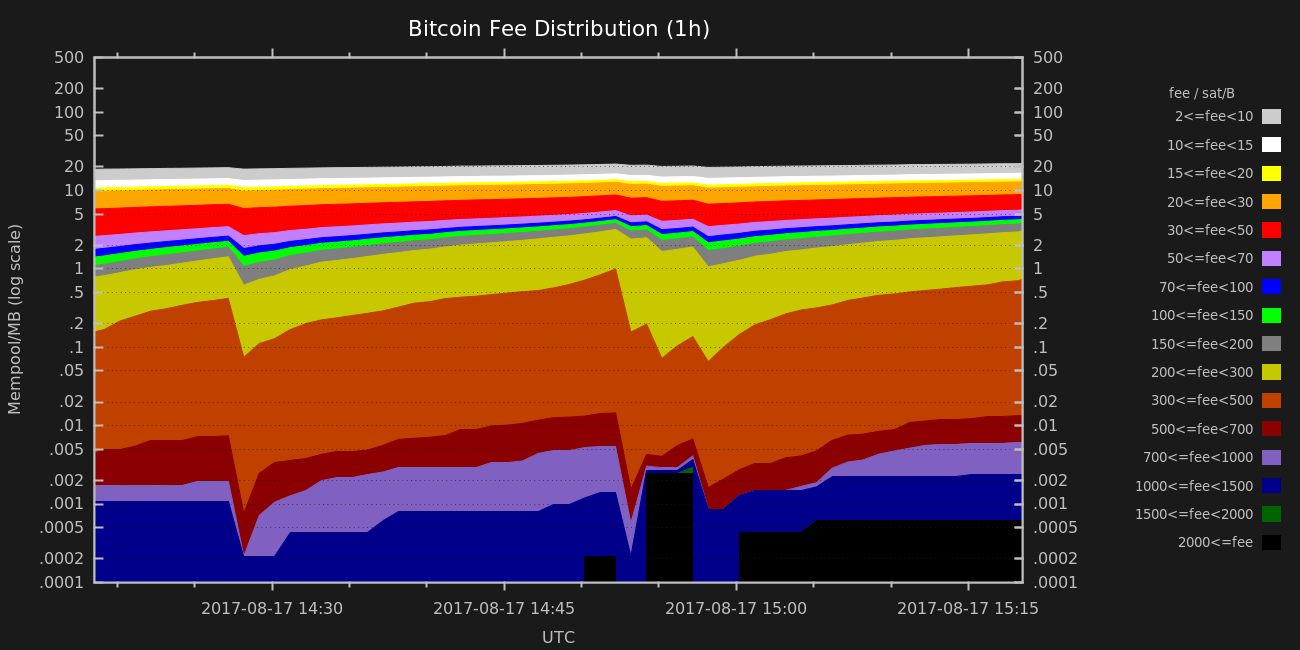 Bitcoin Fee Distribution (1h)
Mempool/MB (log scale)
500
200
100
50
20
10
5
2
1
.5
.2
.1
.05
.02
.01
.005
.002
.001
.0005
.0002
.0001
500
200
100
50
20
10
5
2
1
.5
.2
.1
.05
.02
.01
.005
.002
.001
.0005
.0002
.0001
2017-08-17 14:30
2017-08-17 14:45
2017-08-17 15:00
2017-08-17 15:15
UTC
fee / sat/B
2<=fee<10
10<=fee<15
15<=fee<20
20<=fee<30
30<=fee<50
50<=fee<70
70<=fee<100
100<=fee<150
150<=fee<200
200<=fee<300
300<=fee<500
500<=fee<700
700<=fee<1000
1000<=fee<1500
1500<=fee<2000
2000<=fee